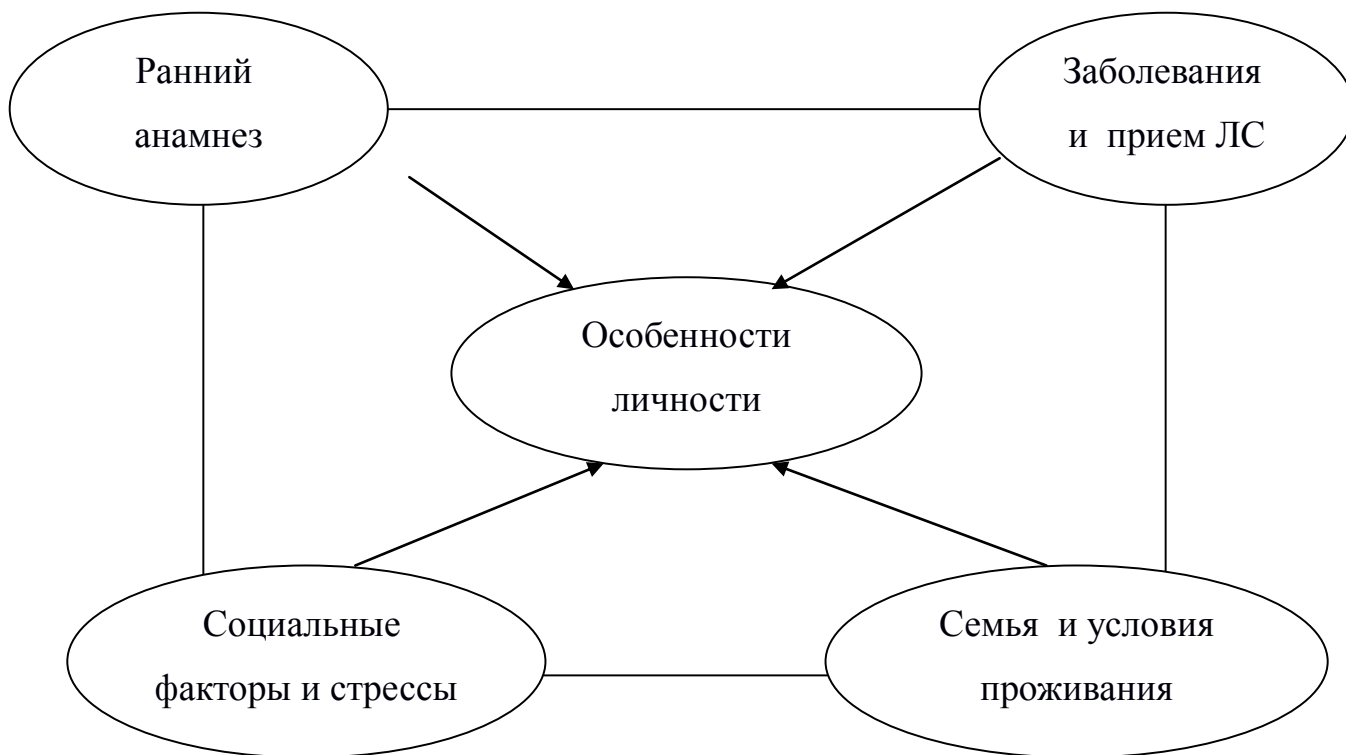 Ранний
анамнез
Заболевания
и прием ЛС
Особенности
личности
Социальные
факторы и стрессы
Семья и условия
проживания